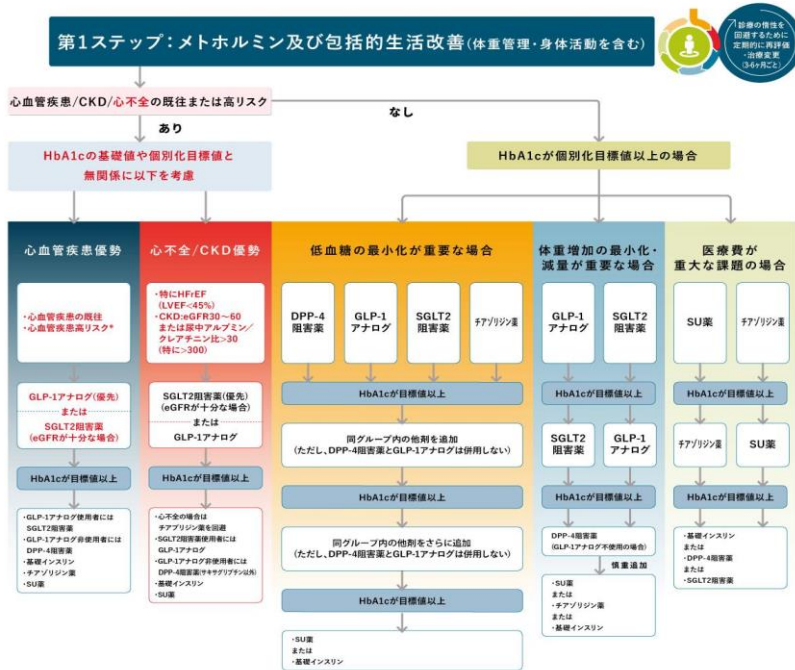 第1ステップ：メトホルミン及び包括的生活改善(体重管理・身体活動を含む)
診療の惰性を
回避するために
定期的に再評価
・治療変更
(3-6ヶ月ごと)
心血管疾患/CKD/心不全の既往または高リスク
なし
あり
HbA1cの基礎値や個別化目標値と
無関係に以下を考慮
HbA1cが個別化目標値以上の場合
心血管疾患優勢
・心血管疾患の既往
・心血管疾患高リスク*
GLP-1アナログ(優先)
または
SGLT2阻害薬
(eGFRが十分な場合)
HbA1cが目標値以上
・GLP-1アナログ使用者には
SGLT2阻害薬
・GLP-1アナログ非使用者には
DPP-4阻害薬
・基礎インスリン
・チアゾリジン薬
・SU薬
心不全/CKD優勢
・特にHFrEF
(LVEF<45%)
・CKD:eGFR30～60
または尿中アルブミン／
クレアチニン比>30
(特に>300)
SGLT2阻害薬(優先)
(eGFRが十分な場合)
または
GLP-1アナログ
HbA1cが目標値以上
・心不全の場合は
チアゾリジン薬を回避
・SGLT2阻害薬使用者には
GLP-1アナログ
・GLP-1アナログ非使用者には
DPP-4阻害薬(サキサグリプチン以外)
・基礎インスリン
・SU薬
低血糖の最小化が重要な場合
DPP-4
阻害薬
GLP-1
アナログ
SGLT2
阻害薬
チアゾリジン薬
HbA1cが目標値以上
同グループ内の他剤を追加
(ただし、DPP-4阻害薬とGLP-1アナログは併用しない)
HbA1cが目標値以上
同グループ内の他剤をさらに追加
(ただし、DPP-4阻害薬とGLP-1アナログは併用しない)
HbA1cが目標値以上
・SU薬
または
・基礎インスリン
体重増加の最小化・
減量が重要な場合
GLP-1
アナログ
SGLT2
阻害薬
HbA1cが目標値以上
SGLT2
阻害薬
GLP-1
アナログ
HbA1cが目標値以上
DPP-4阻害薬
(GLP-1アナログ不使用の場合)
慎重追加
・SU薬
または
・チアゾリジン薬
または
・基礎インスリン
医療費が
重大な課題の場合
SU薬
チアゾリジン薬
HbA1cが目標値以上
チアゾリジン薬
SU薬
HbA1cが目標値以上
・基礎インスリン
または
・DPP-4阻害薬
または
・SGLT2阻害薬